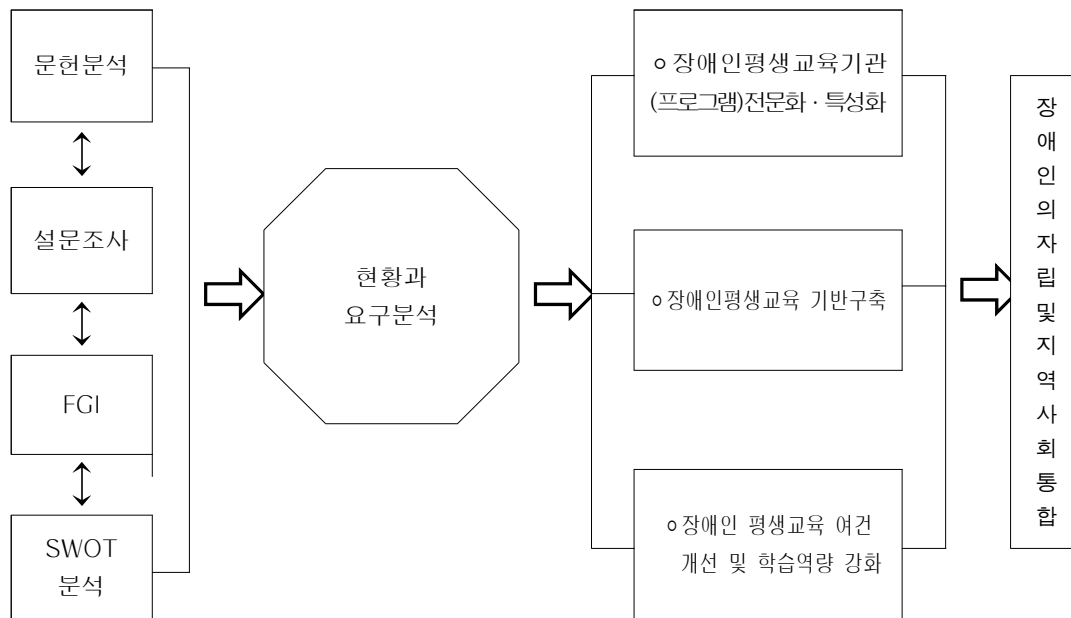 문헌분석
설문조사
FGI
SWOT
분석
현황과
요구분석
ㅇ장애인평생교육기관
(프로그램)전문화 · 특성화
ㅇ장애인평생교육 기반구축
ㅇ장애인 평생교육 여건
개선 및 학습역량 강화
장애인의자립및지역사회통합